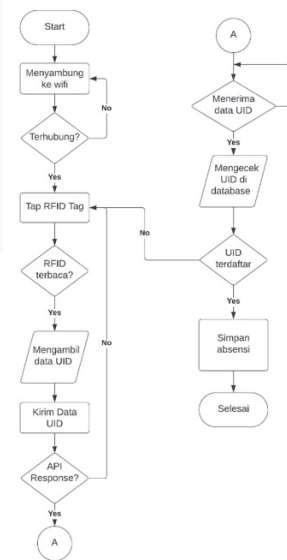 Start
Menyambung
ke wifi
No
Terhubung?
Yes
Tap RFID Tag
RFID
terbaca?
Yes
Mengambil
data UID
No
Kirim Data
UID
API
Response?
Yes
A
A
Menerima
data UID
Yes
Mengecek
UID di
database
No
UID
terdaftar
Yes
Simpan
absensi
Selesai